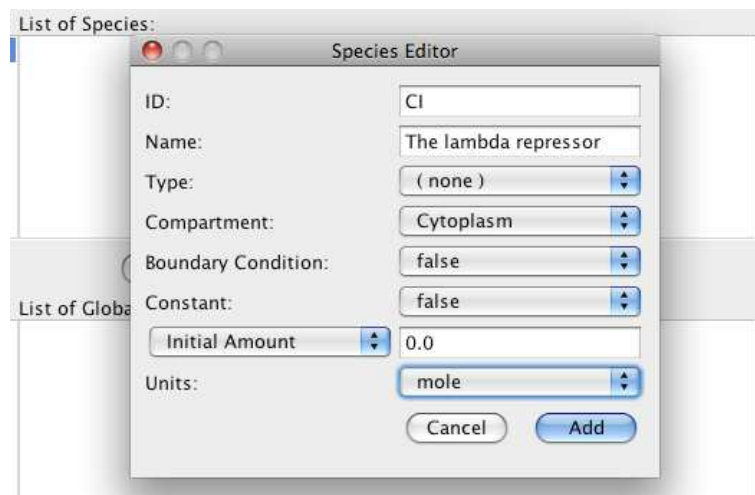 List of Species:
Species Editor
ID: CI
Name: The lambda repressor
Type: ( none )
Compartment: Cytoplasm
Boundary Condition: false
Constant: false
List of Globa
Initial Amount 0.0
Units: mole
Cancel Add